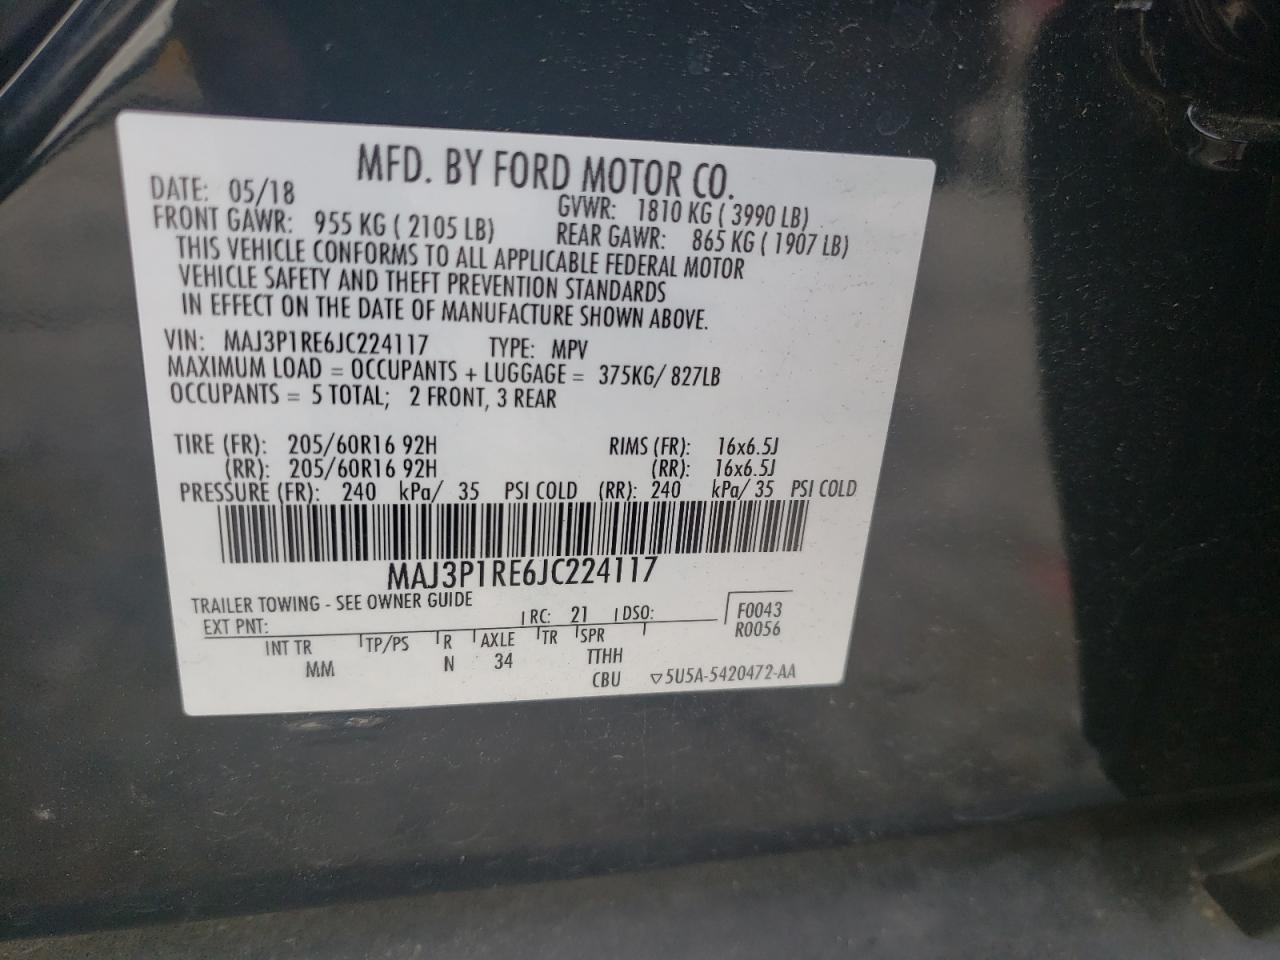 MFD. BY FORD MOTOR CO.
DATE: 05/18 GVWR: 1810 KG ( 3990 LB)
FRONT GAWR: 955 KG ( 2105 LB) REAR GAWR: 865 KG ( 1907 LB)
THIS VEHICLE CONFORMS TO ALL APPLICABLE FEDERAL MOTOR
VEHICLE SAFETY AND THEFT PREVENTION STANDARDS
IN EFFECT ON THE DATE OF MANUFACTURE SHOWN ABOVE.
VIN: MAJ3P1RE6JC224117 TYPE: MPV
MAXIMUM LOAD = OCCUPANTS + LUGGAGE = 375KG/ 827LB
OCCUPANTS = 5 TOTAL; 2 FRONT, 3 REAR
TIRE (FR): 205/60R16 92H RIMS (FR): 16x6.5J
(RR): 205/60R16 92H (RR): 16x6.5J
PRESSURE (FR): 240 kPa/ 35 PSI COLD (RR): 240 kPa/ 35 PSI COLD
MAJ3P1RE6JC224117
TRAILER TOWING - SEE OWNER GUIDE
EXT PNT: RC: 21 DSO: F0043
R0056
INT TR TP/PS R AXLE TR SPR
MM N 34 TTHH
CBU ▽5U5A-5420472-AA